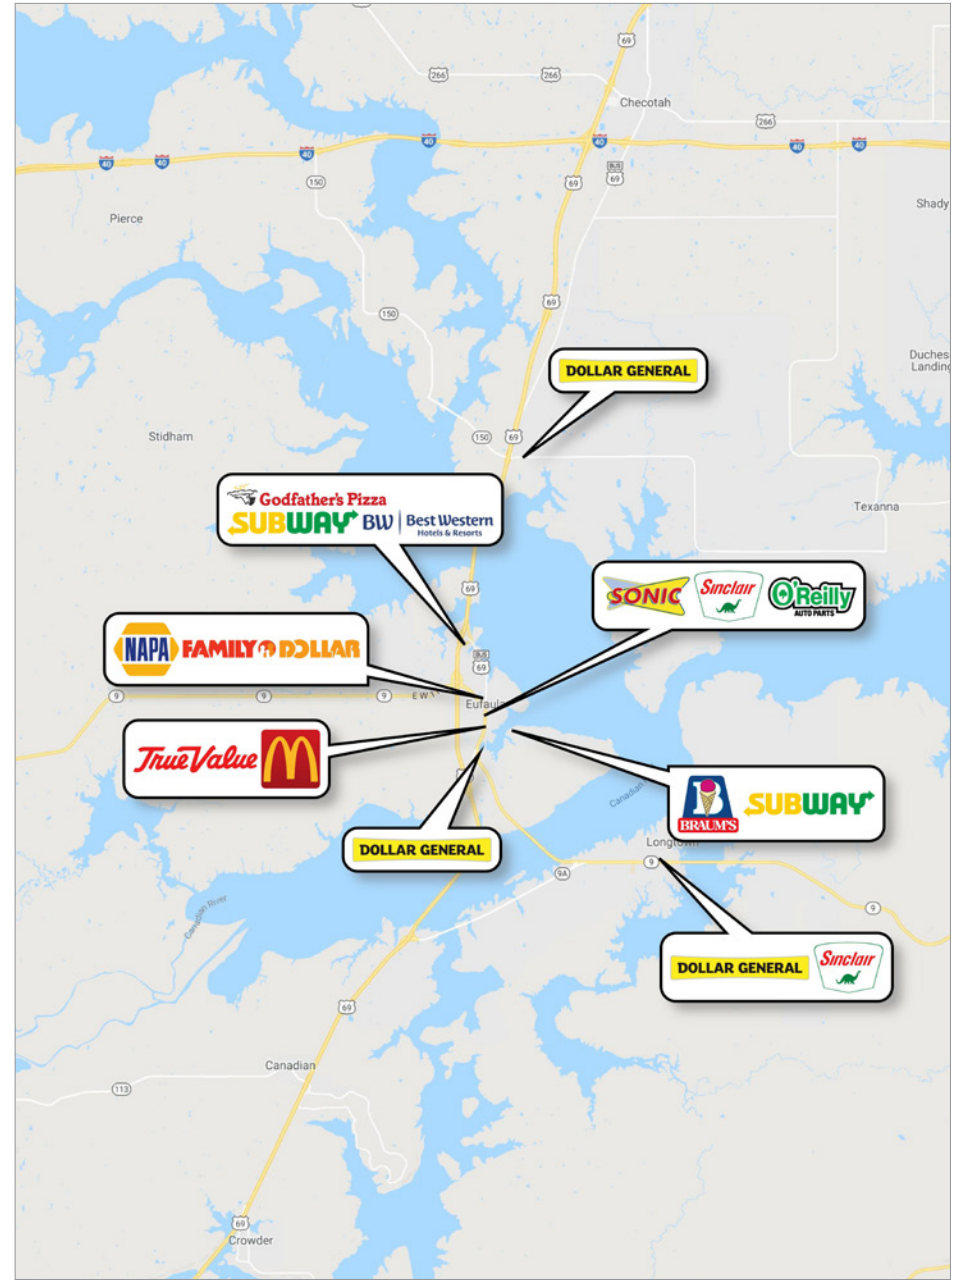 69
266
266
Checotah
266
40
40
40
40
40
40
40
150
69
BUS
69
Pierce
Shady
69
150
Duches
Landing
DOLLAR GENERAL
Stidham
150
69
Godfather's Pizza
SUBWAY BW Best Western
Hotels & Resorts
Texanna
69
SONIC Sinclair O'Reilly
AUTO PARTS
NAPA FAMILY DOLLAR
BUS
69
9
9
9
E W
Eufaula
True Value
Canadian
BRAUM'S SUBWAY
DOLLAR GENERAL
Longtown
9
9A
9
Canadian River
DOLLAR GENERAL Sinclair
69
Canadian
113
69
Crowder